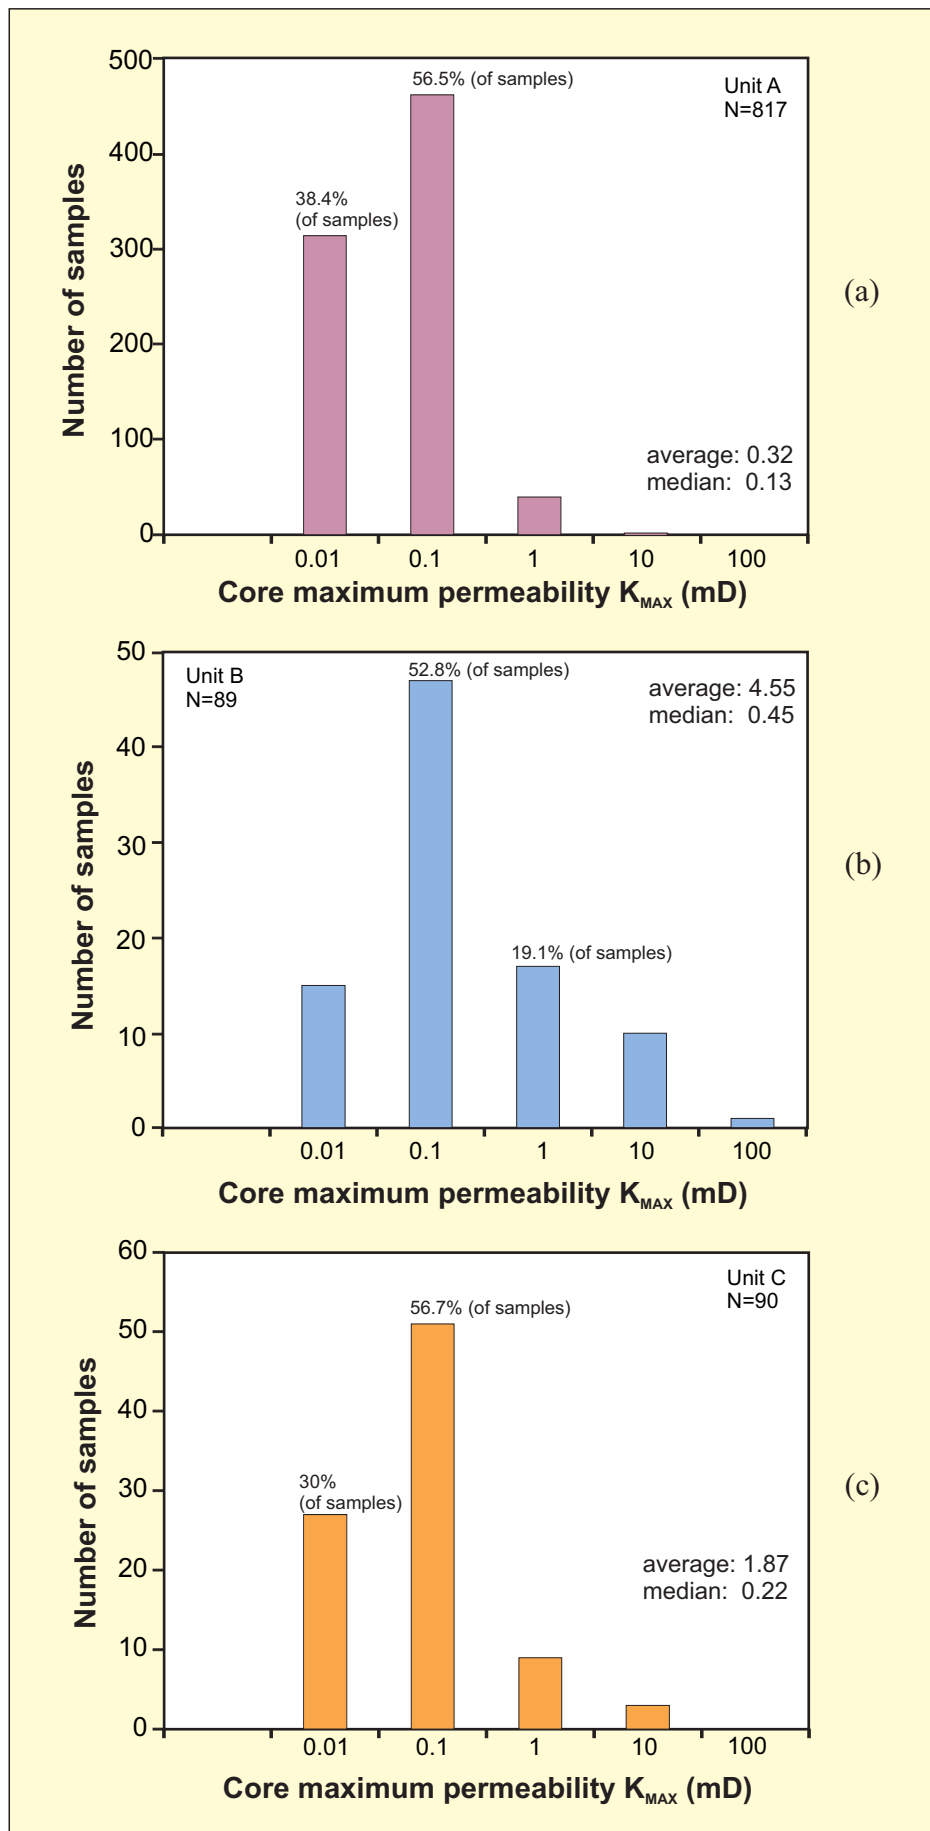 500
400
300
200
100
0
Number of samples
38.4%
(of samples)
56.5% (of samples)
Unit A
N=817
average: 0.32
median: 0.13
0.01 0.1 1 10 100
Core maximum permeability KMAX (mD)
(a)
50
40
30
20
10
0
Number of samples
Unit B
N=89
52.8% (of samples)
19.1% (of samples)
average: 4.55
median: 0.45
0.01 0.1 1 10 100
Core maximum permeability KMAX (mD)
(b)
60
50
40
30
20
10
0
Number of samples
30%
(of samples)
56.7% (of samples)
Unit C
N=90
average: 1.87
median: 0.22
0.01 0.1 1 10 100
Core maximum permeability KMAX (mD)
(c)